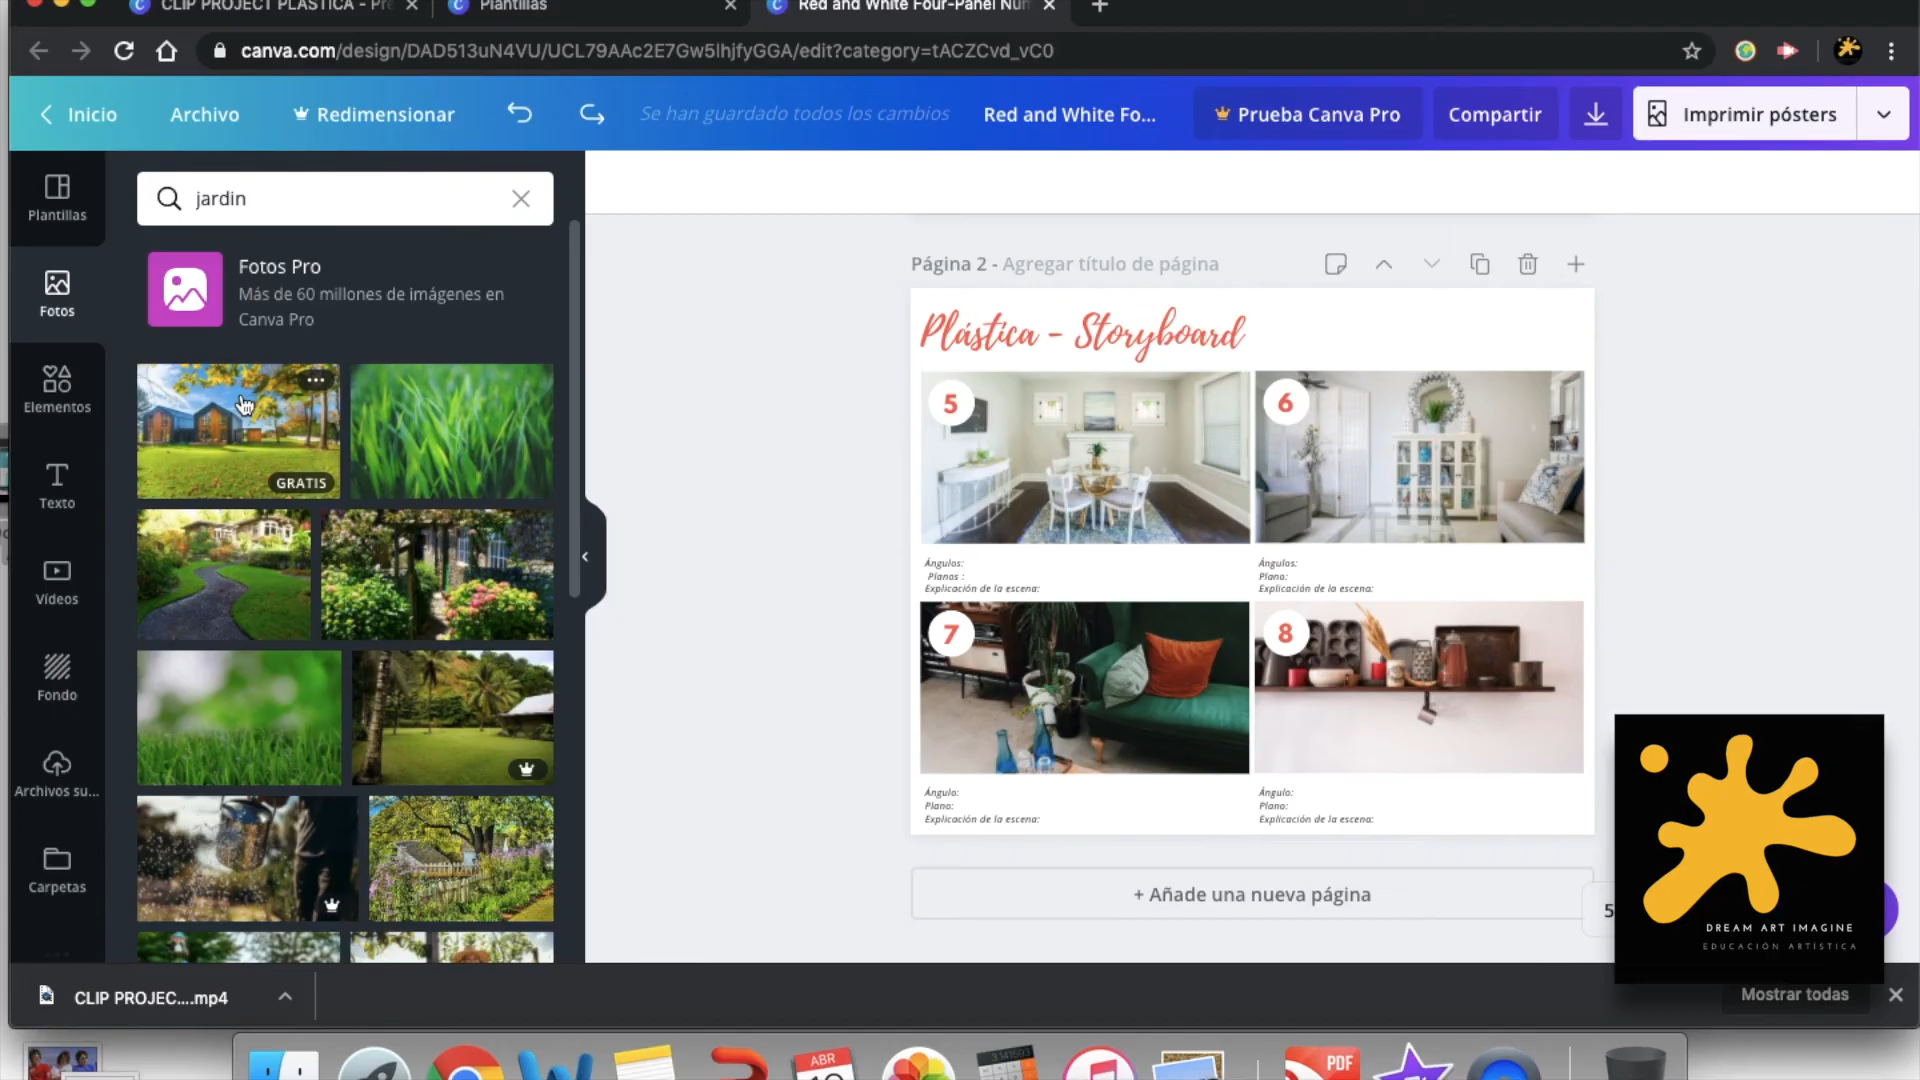 CLIP PROJECT PLASTICA - Pre
Plantillas
Red and White Four-Panel Num
canva.com/design/DAD513uN4VU/UCL79AAc2E7Gw5lhjfyGGA/edit?category=tACZCvd_vC0
Inicio
Archivo
Redimensionar
Se han guardado todos los cambios
Red and White Fo...
Prueba Canva Pro
Compartir
Imprimir pósters
Plantillas
Fotos
Elementos
Texto
Vídeos
Fondo
Archivos su...
Carpetas
jardin
Fotos Pro
Más de 60 millones de imágenes en
Canva Pro
GRATIS
Página 2 - Agregar título de página
Plástica - Storyboard
5
6
Ángulos:
Planos :
Explicación de la escena:
Ángulos:
Plano:
Explicación de la escena:
7
8
Ángulo:
Plano:
Explicación de la escena:
Ángulo:
Plano:
Explicación de la escena:
+ Añade una nueva página
5
DREAM ART IMAGINE
EDUCACIÓN ARTÍSTICA
CLIP PROJEC....mp4
Mostrar todas
ABR
3.141593
PDF